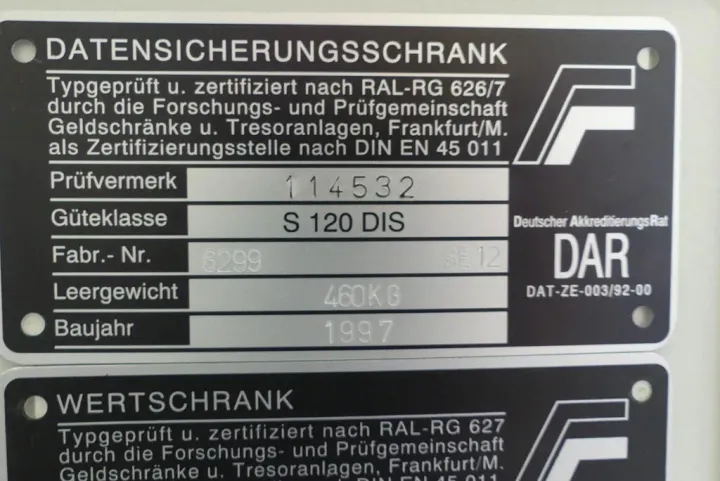 DATENSICHERUNGSSCHRANK
Typgeprüft u. zertifiziert nach RAL-RG 626/7
durch die Forschungs- und Prüfgemeinschaft
Geldschränke u. Tresoranlagen, Frankfurt/M.
als Zertifizierungsstelle nach DIN EN 45 011
Prüfvermerk 114532
Güteklasse S 120 DIS
Fabr.- Nr. 6299
Leergewicht 460KG
Baujahr 1997
Deutscher AkkreditierungsRat
DAR
DAT-ZE-003/92-00
WERTSCHRANK
Typgeprüft u. zertifiziert nach RAL-RG 627
durch die Forschungs- und Prüfgemeinschaft
Geldschränke u. Tresoranlagen, Frankfurt/M.